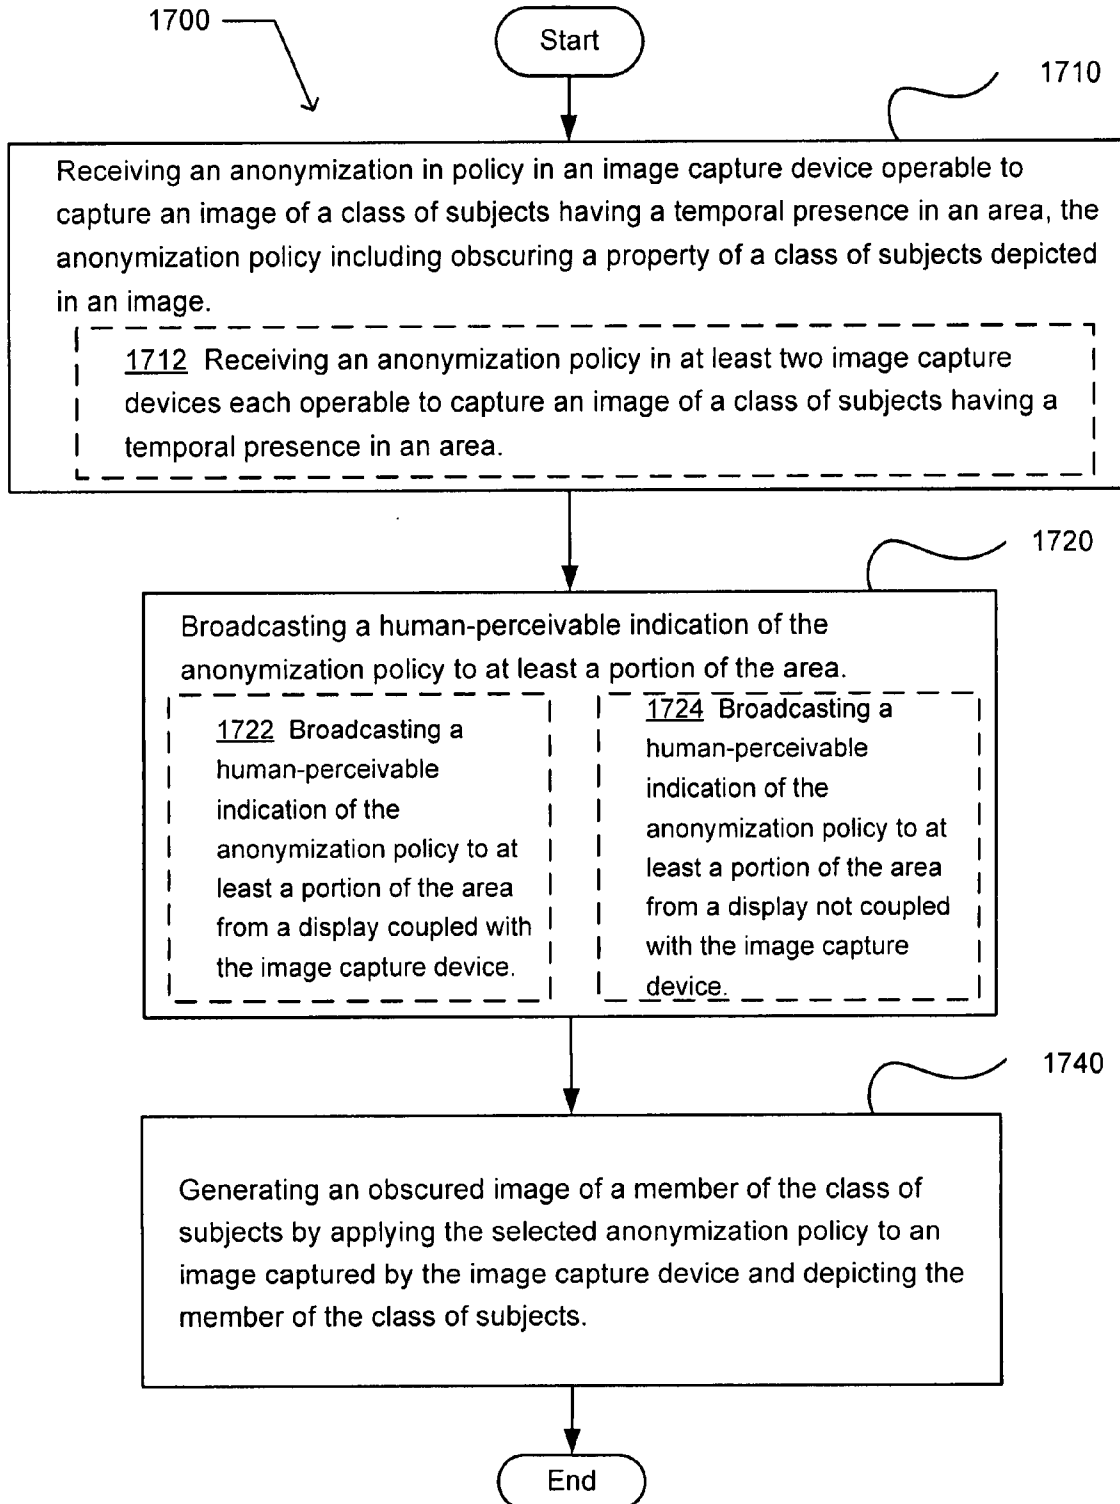 1700
Start
1710
Receiving an anonymization in policy in an image capture device operable to
capture an image of a class of subjects having a temporal presence in an area, the
anonymization policy including obscuring a property of a class of subjects depicted
in an image.
1712 Receiving an anonymization policy in at least two image capture
devices each operable to capture an image of a class of subjects having a
temporal presence in an area.
1720
Broadcasting a human-perceivable indication of the
anonymization policy to at least a portion of the area.
1722 Broadcasting a
human-perceivable
indication of the
anonymization policy to at
least a portion of the area
from a display coupled with
the image capture device.
1724 Broadcasting a
human-perceivable
indication of the
anonymization policy to at
least a portion of the area
from a display not coupled
with the image capture
device.
1740
Generating an obscured image of a member of the class of
subjects by applying the selected anonymization policy to an
image captured by the image capture device and depicting the
member of the class of subjects.
End